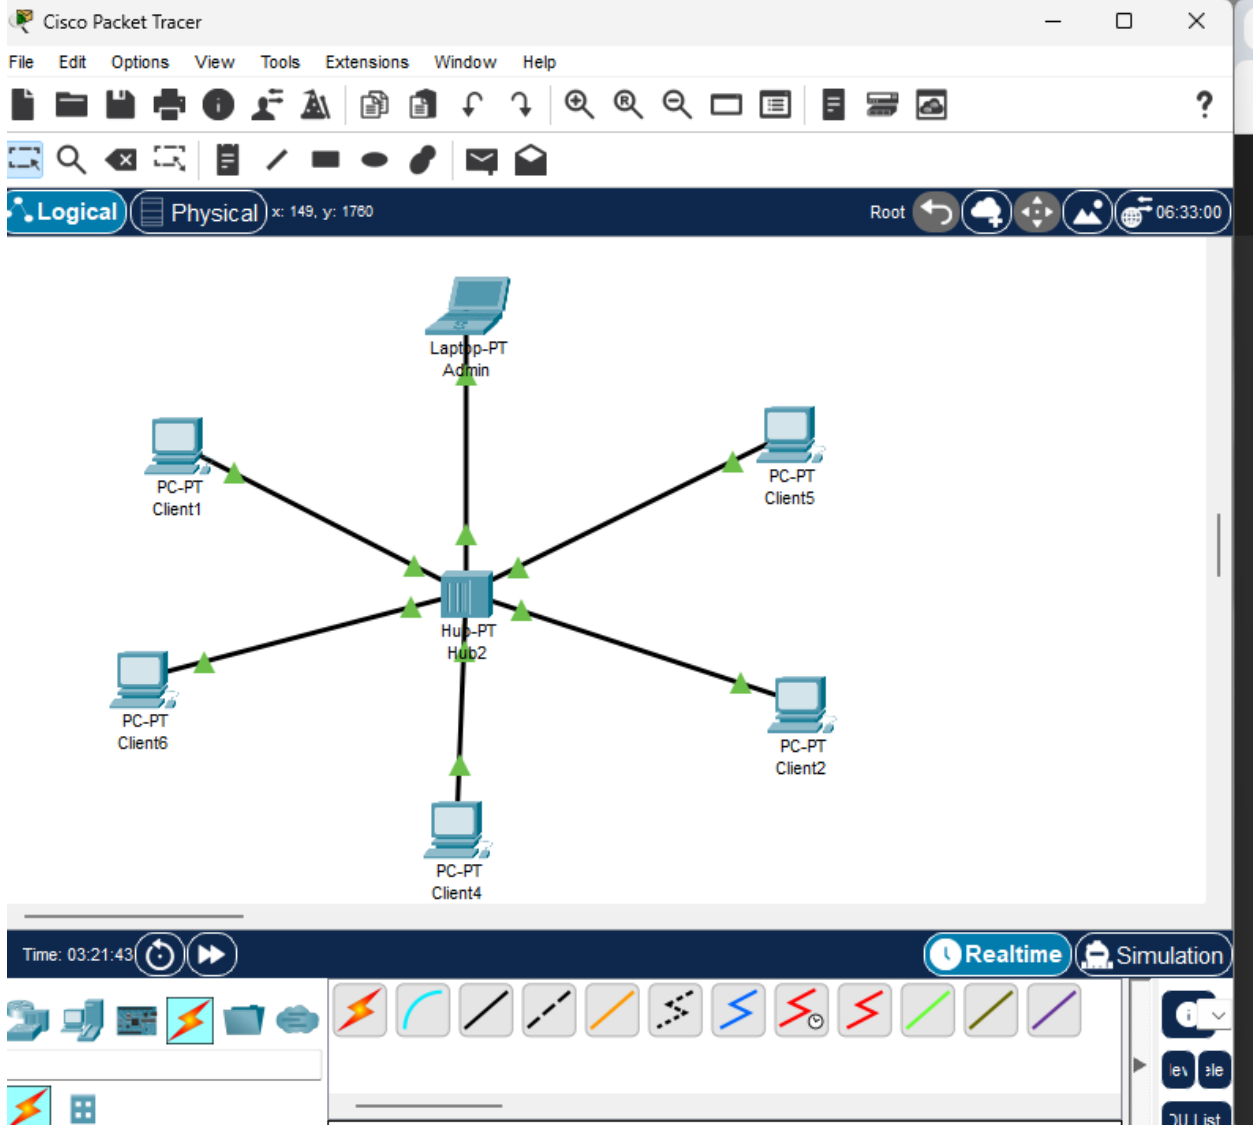 Cisco Packet Tracer
File Edit Options View Tools Extensions Window Help
Logical Physical x: 149, y: 1760 Root 06:33:00
Laptop-PT
Admin
PC-PT
Client1
PC-PT
Client5
Hub-PT
Hub2
PC-PT
Client6
PC-PT
Client2
PC-PT
Client4
Time: 03:21:43 Realtime Simulation
ele
List